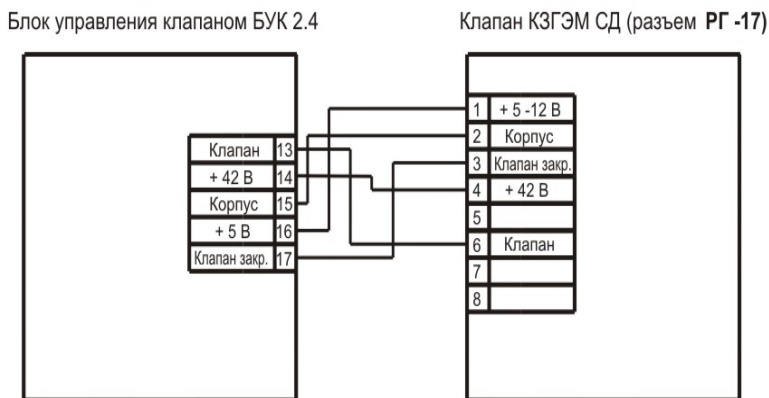 Блок управления клапаном БУК 2.4
Клапан КЗГЭМ СД (разъем РГ -17)
Клапан 13
+ 42 В 14
Корпус 15
+ 5 В 16
Клапан закр. 17
1 + 5 -12 В
2 Корпус
3 Клапан закр.
4 + 42 В
5
6 Клапан
7
8